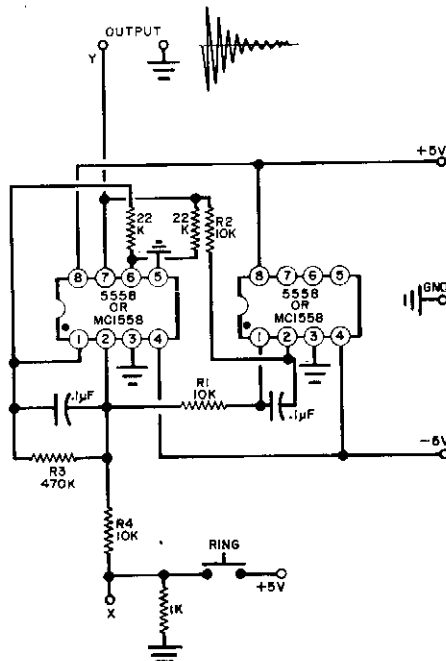 OUTPUT
Y
+5V
22
K
22
K
R2
10K
8 7 6 5
5558
OR
MC1558
1 2 3 4
8 7 6 5
5558
OR
MC1558
1 2 3 4
GND
.1µF
R1
10K
.1µF
-5V
R3
470K
R4
10K
RING
X
1K
+5V